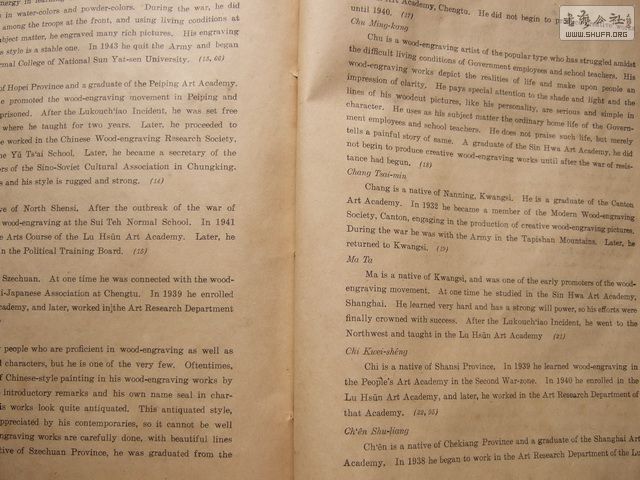 nergy in learning
in water-colors and powder-colors. During the war, he did
among the troops at the front, and using living conditions at
bject matter, he engraved many rich pictures. His engraving
s style is a stable one. In 1943 he quit the Army and began
rmal College of National Sun Yat-sen University.
of Hopei Province and a graduate of the Peiping Art Academy.
e promoted the wood-engraving movement in Peiping and
prisoned. After the Lukouch'iao Incident, he was set free
where he taught for two years. Later, he proceeded to
e worked in the Chinese Wood-engraving Research Society,
he Yü Ts'ai School. Later, he became a secretary of the
rs of the Sino-Soviet Cultural Association in Chungking.
s and his style is rugged and strong. (14)
ve of North Shensi. After the outbreak of the war of
wood-engraving at the Sui Teh Normal School. In 1941
he Arts Course of the Lu Hsün Art Academy. Later, he
in the Political Training Board. (15)
Szechuan. At one time he was connected with the wood-
i-Japanese Association at Chengtu. In 1939 he enrolled
cademy, and later, worked in the Art Research Department
y people who are proficient in wood-engraving as well as
d characters, but he is one of the very few. Oftentimes,
f Chinese-style painting in his wood-engraving works by
e introductory remarks and his own name seal in char-
is works look quite antiquated. This antiquated style,
ppreciated by his contemporaries, so it cannot be well
ngraving works are carefully done, with beautiful lines
tive of Szechuan Province, he was graduated from the
Art Academy, Chengtu. He did not begin to
until 1940. (17)
Chu Ming-kang
Chu is a wood-engraving artist of the popular type who has struggled amidst
the difficult living conditions of Government employees and school teachers. His
wood-engraving works depict the realities of life and make upon people an
impression of clarity. He pays special attention to the shade and light and the
lines of his woodcut pictures, like his personality, are serious and simple in
character. He uses as his subject matter the ordinary home life of the Govern-
ment employees and school teachers. He does not praise such life, but merely
tells a painful story of same. A graduate of the Sin Hwa Art Academy, he did
not begin to produce creative wood-engraving works until after the war of resis-
tance had begun. (18)
Chang Tsai-min
Chang is a native of Nanning, Kwangsi. He is a graduate of the Canton
Art Academy. In 1932 he became a member of the Modern Wood-engraving
Society, Canton, engaging in the production of creative wood-engraving pictures.
During the war he was with the Army in the Tapishan Mountains. Later, he
returned to Kwangsi. (19)
Ma Ta
Ma is a native of Kwangsi, and was one of the early promoters of the wood-
engraving movement. At one time he studied in the Sin Hwa Art Academy,
Shanghai. He learned very hard and has a strong will power, so his efforts were
finally crowned with success. After the Lukouch'iao Incident, he went to the
Northwest and taught in the Lu Hsün Art Academy (21)
Chi Kwei-shêng
Chi is a native of Shansi Province. In 1939 he learned wood-engraving in
the People's Art Academy in the Second War-zone. In 1940 he enrolled in the
Lu Hsün Art Academy, and later, he worked in the Art Research Department of
that Academy.
Ch'ên Shu-liang
Ch'ên is a native of Chekiang Province and a graduate of the Shanghai Art
Academy. In 1938 he began to work in the Art Research Department of the Lu
WWW.SHUFA.ORG